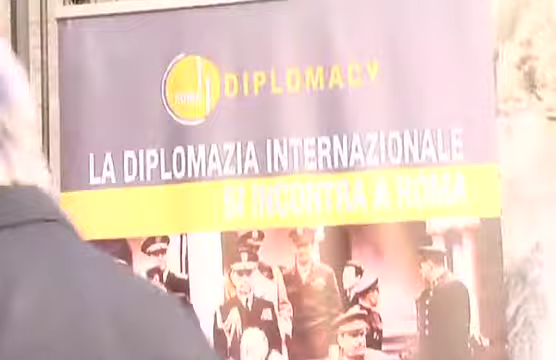 DIPLOMACY
LA DIPLOMAZIA INTERNAZIONALE
SI INCONTRA A ROMA